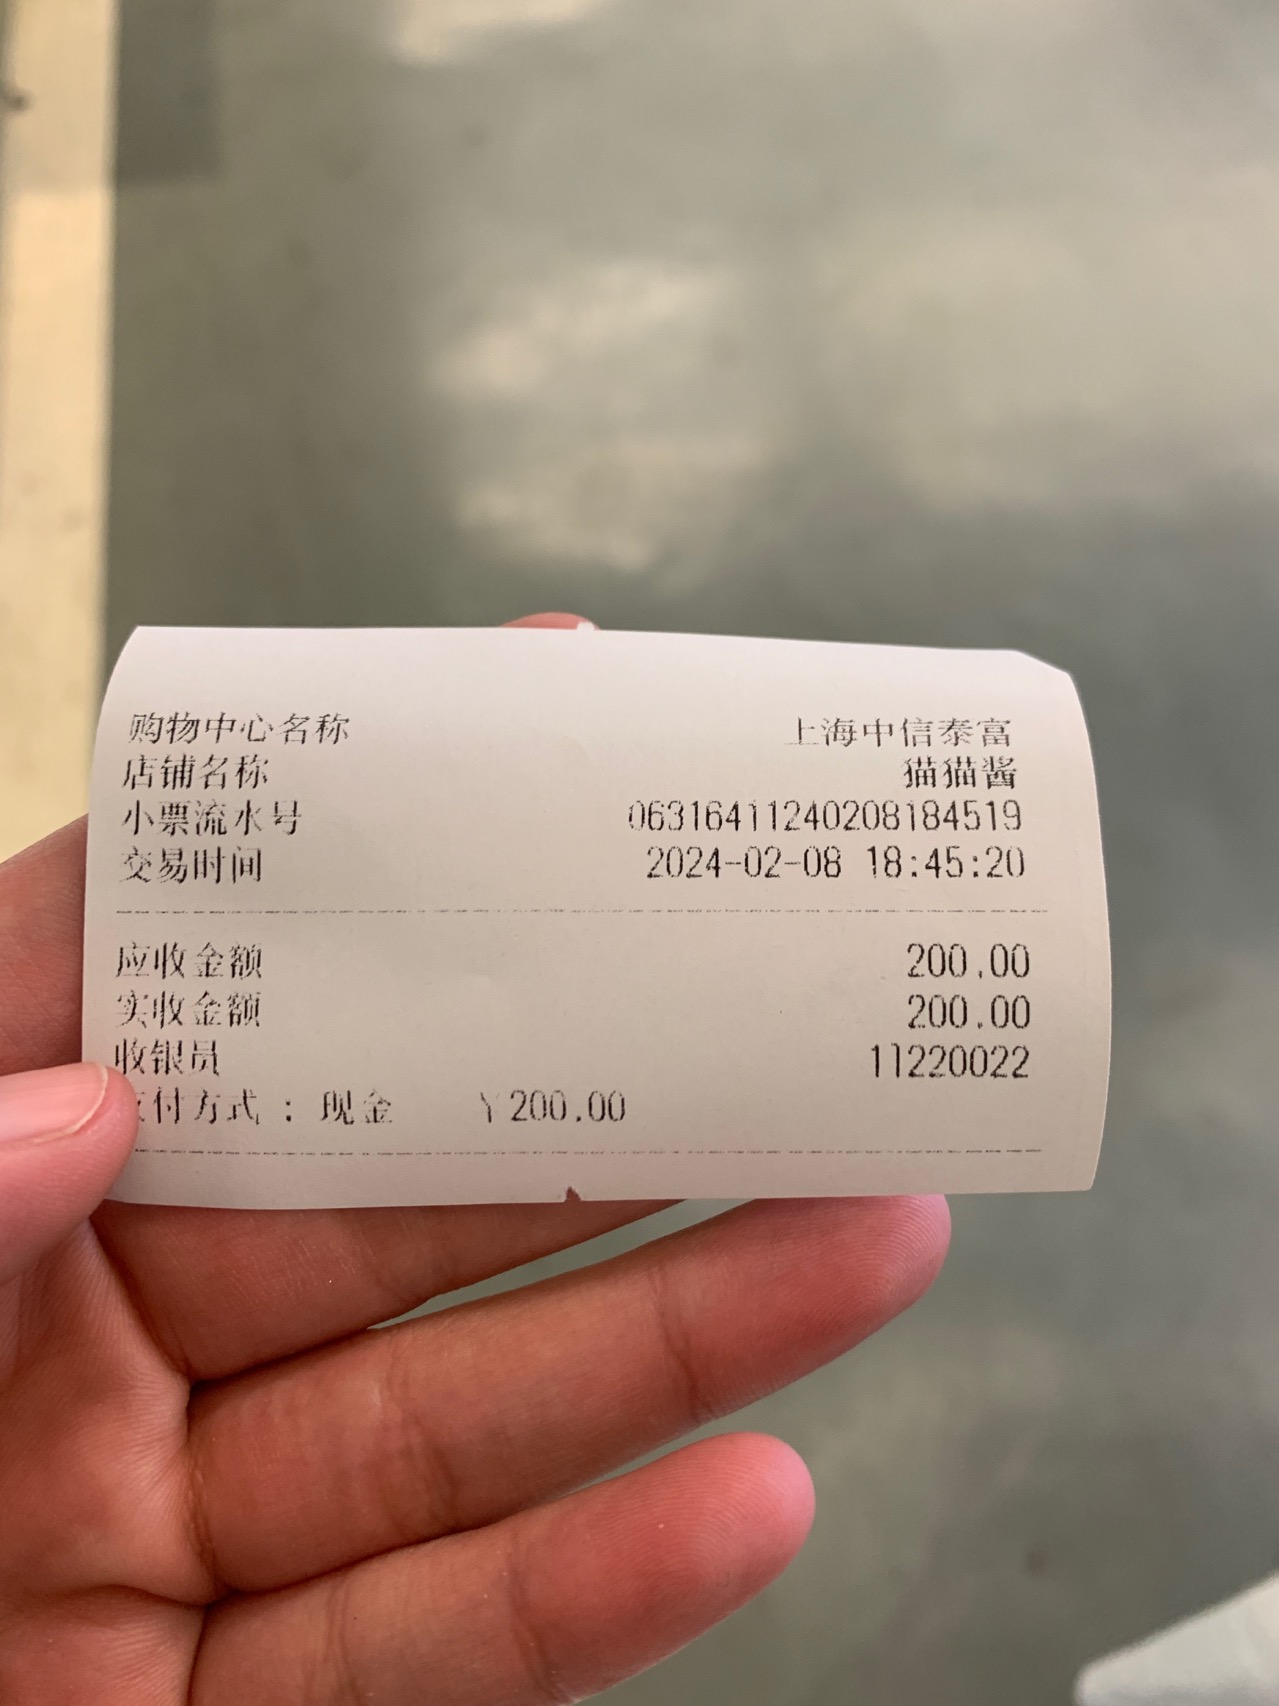 购物中心名称 上海中信泰富
店铺名称 猫猫酱
小票流水号 06316411240208184519
交易时间 2024-02-08 18:45:20
应收金额 200.00
实收金额 200.00
收银员 11220022
支付方式：现金 ¥200.00